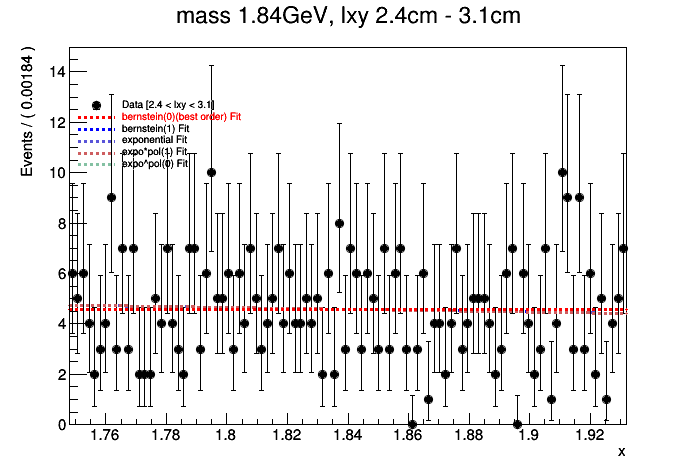 mass 1.84GeV, lxy 2.4cm - 3.1cm
Events / ( 0.00184 )
14
12
10
8
6
4
2
0
Data [2.4 < lxy < 3.1]
bernstein(0)(best order) Fit
bernstein(1) Fit
exponential Fit
expo*pol(1) Fit
expo^pol(0) Fit
1.76 1.78 1.8 1.82 1.84 1.86 1.88 1.9 1.92
x